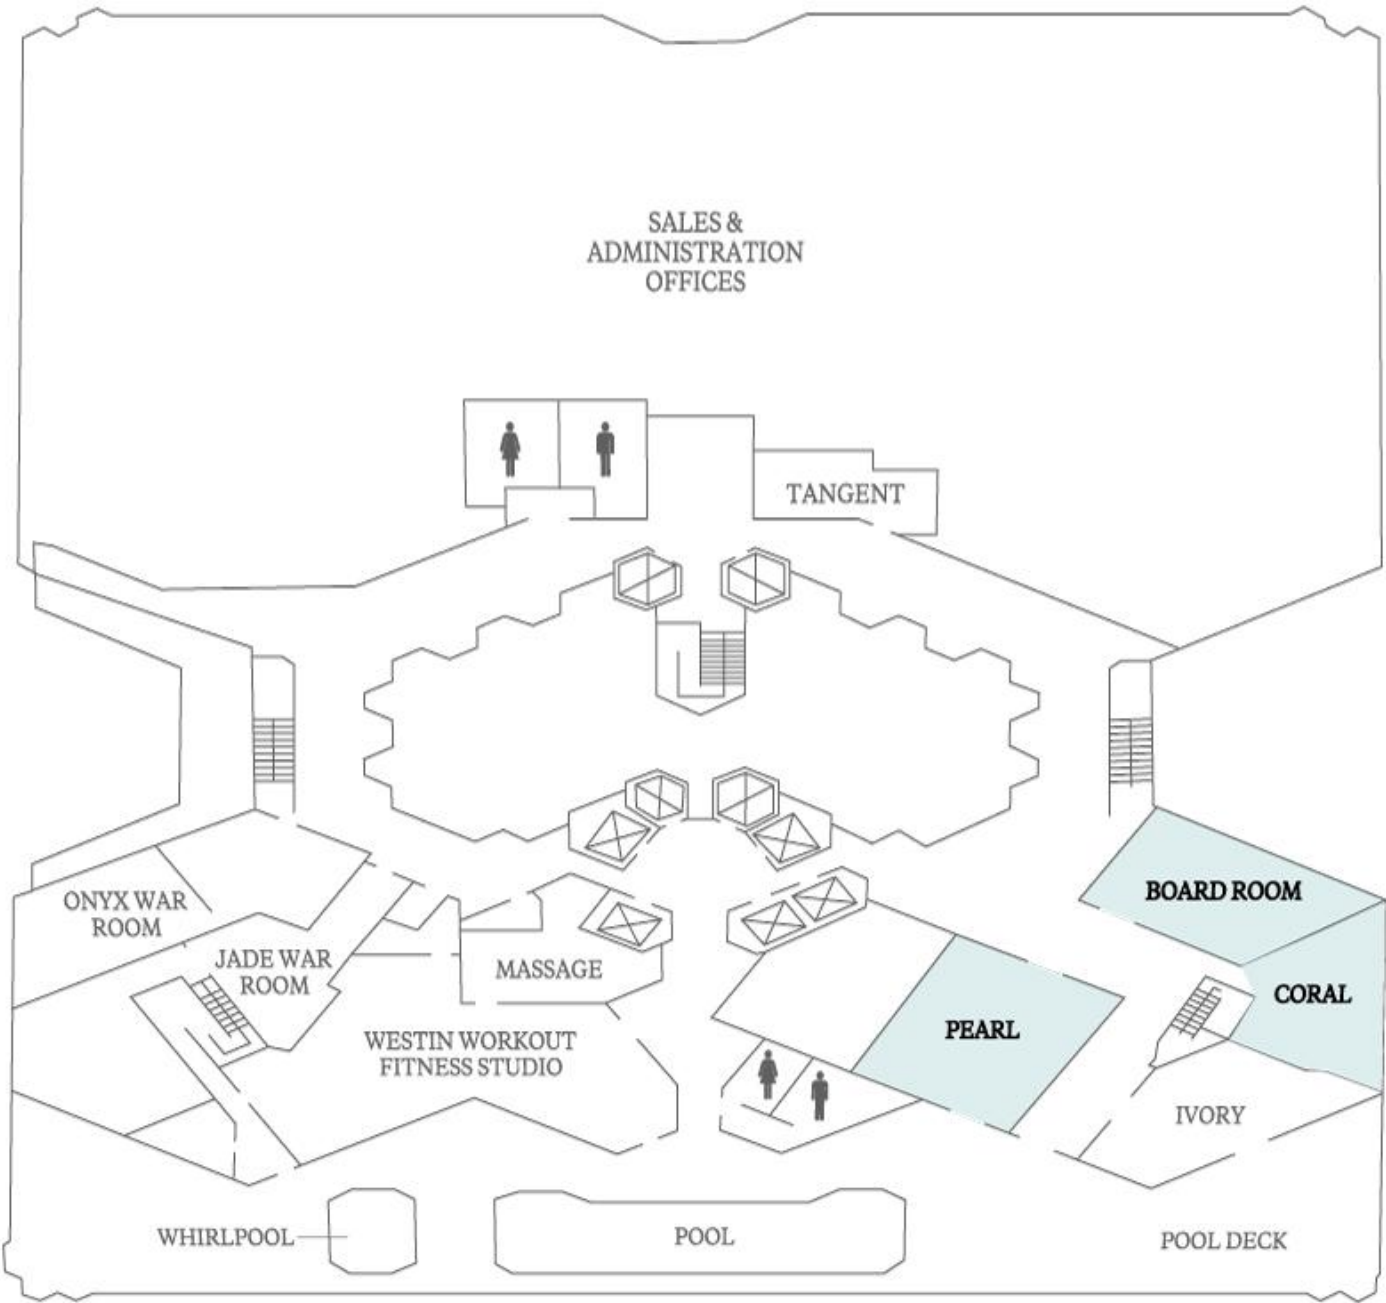 SALES &
ADMINISTRATION
OFFICES
TANGENT
BOARD ROOM
ONYX WAR
ROOM
JADE WAR
ROOM
MASSAGE
CORAL
PEARL
WESTIN WORKOUT
FITNESS STUDIO
IVORY
WHIRLPOOL
POOL
POOL DECK